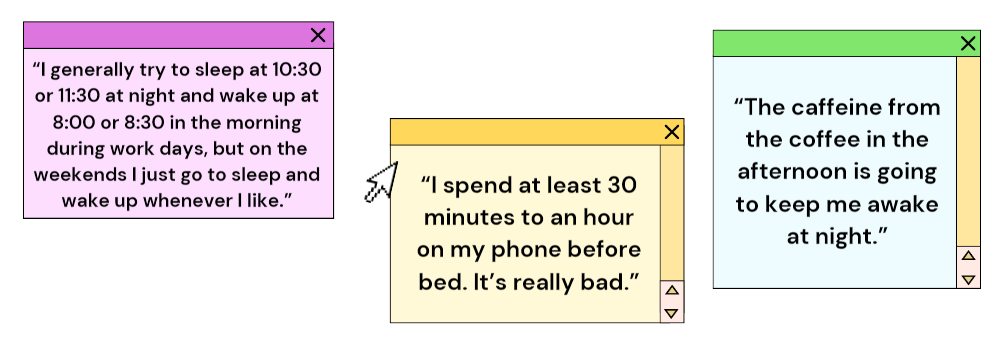 “I generally try to sleep at 10:30
or 11:30 at night and wake up at
8:00 or 8:30 in the morning
during work days, but on the
weekends I just go to sleep and
wake up whenever I like.”
“I spend at least 30
minutes to an hour
on my phone before
bed. It’s really bad.”
“The caffeine from
the coffee in the
afternoon is going
to keep me awake
at night.”